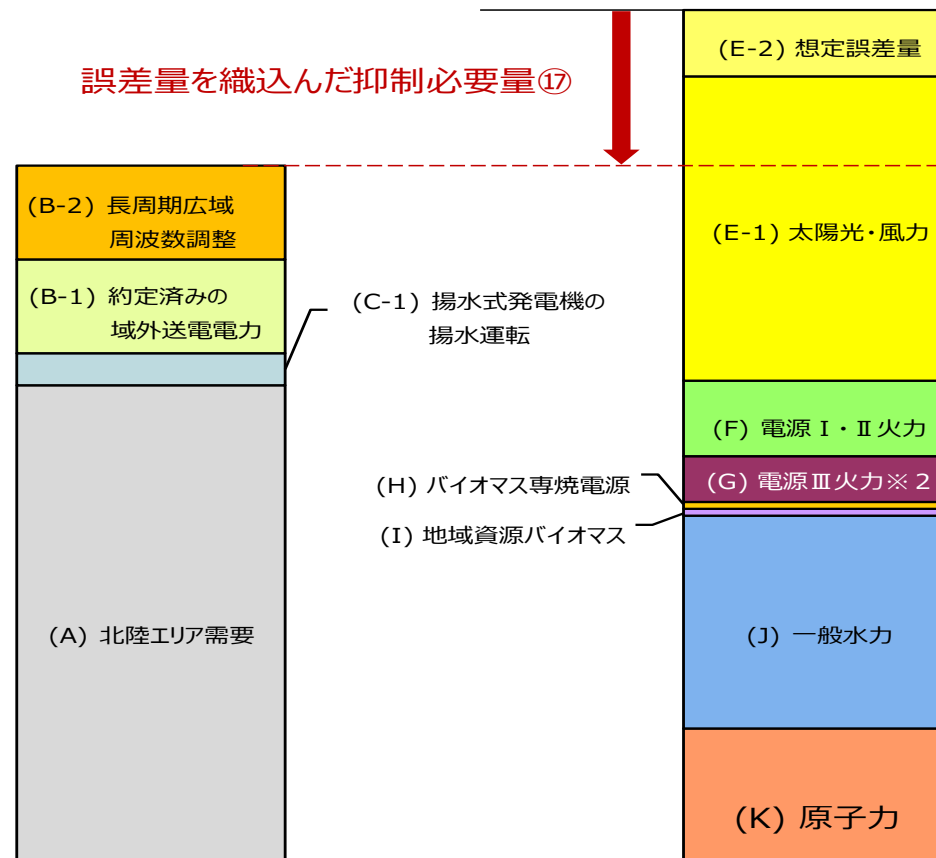 (E-2) 想定誤差量
誤差量を織込んだ抑制必要量⑰
(B-2) 長周期広域
周波数調整
(E-1) 太陽光・風力
(B-1) 約定済みの
域外送電電力
(C-1) 揚水式発電機の
揚水運転
(F) 電源Ⅰ・Ⅱ火力
(G) 電源Ⅲ火力※2
(H) バイオマス専焼電源
(I) 地域資源バイオマス
(A) 北陸エリア需要
(J) 一般水力
(K) 原子力